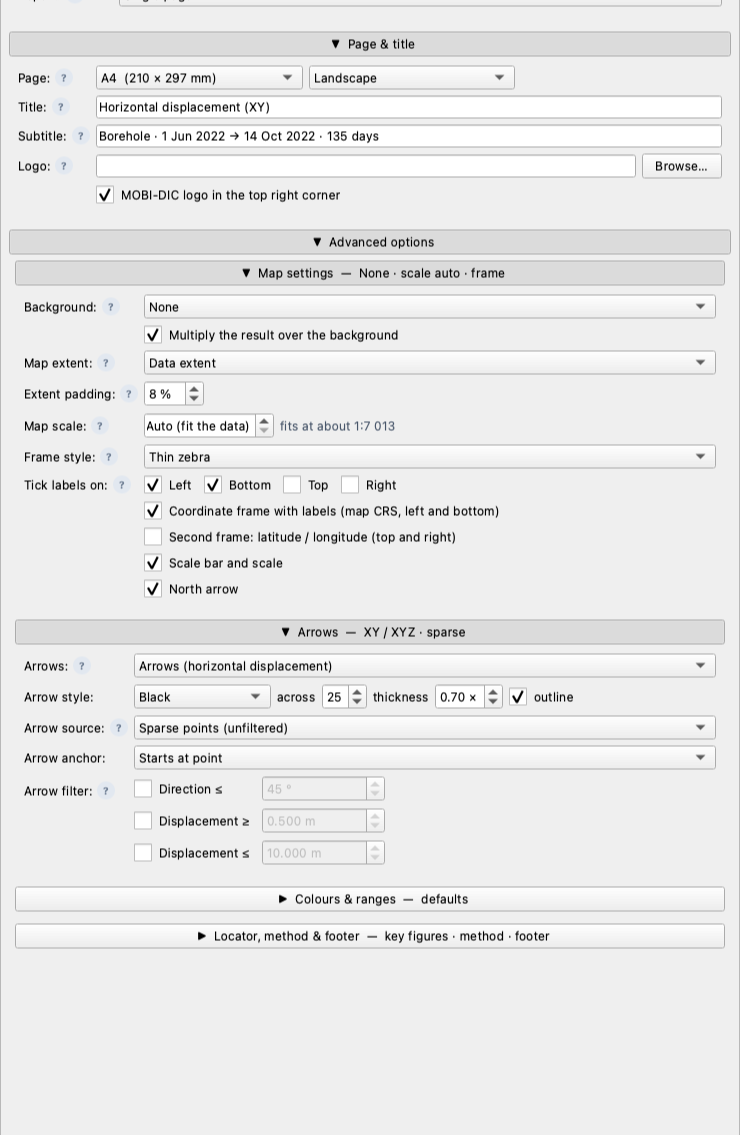 ▼ Page & title
Page: ? A4 (210 × 297 mm) Landscape
Title: ? Horizontal displacement (XY)
Subtitle: ? Borehole · 1 Jun 2022 → 14 Oct 2022 · 135 days
Logo: ? Browse...
MOBI-DIC logo in the top right corner
▼ Advanced options
▼ Map settings — None · scale auto · frame
Background: ? None
Multiply the result over the background
Map extent: ? Data extent
Extent padding: ? 8 %
Map scale: ? Auto (fit the data) fits at about 1:7 013
Frame style: ? Thin zebra
Tick labels on: ? Left Bottom Top Right
Coordinate frame with labels (map CRS, left and bottom)
Second frame: latitude / longitude (top and right)
Scale bar and scale
North arrow
▼ Arrows — XY / XYZ · sparse
Arrows: ? Arrows (horizontal displacement)
Arrow style: Black across 25 thickness 0.70 × outline
Arrow source: ? Sparse points (unfiltered)
Arrow anchor: Starts at point
Arrow filter: ? Direction ≤ 45 °
Displacement ≥ 0.500 m
Displacement ≤ 10.000 m
▶ Colours & ranges — defaults
▶ Locator, method & footer — key figures · method · footer